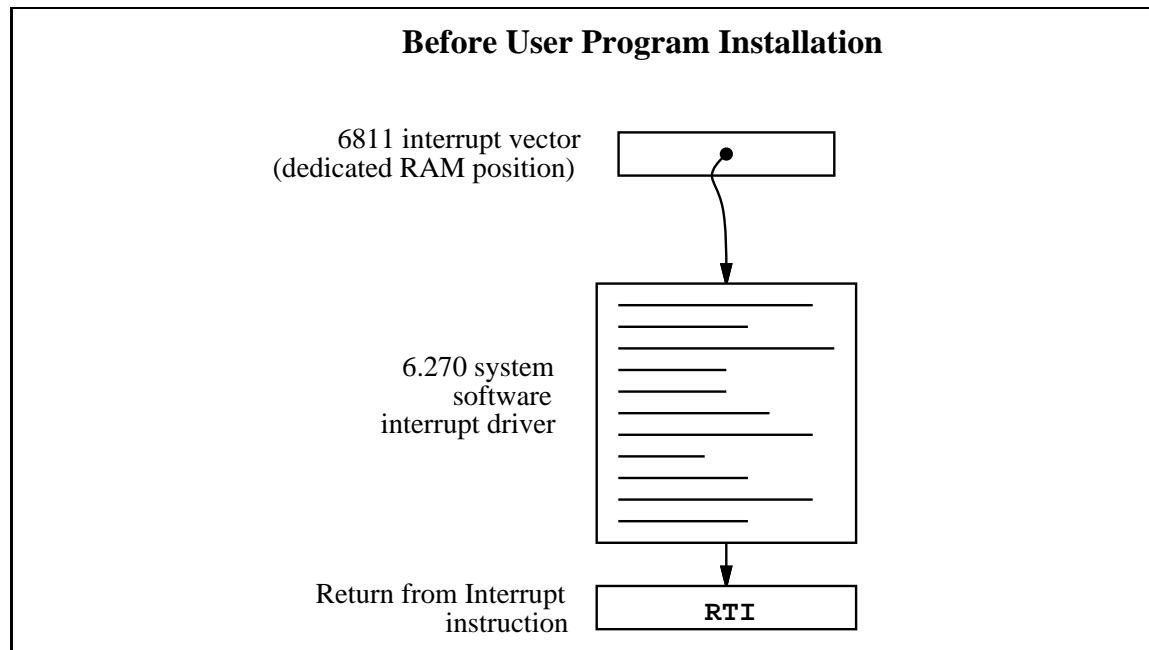 Before User Program Installation
6811 interrupt vector
(dedicated RAM position)
6.270 system
software
interrupt driver
Return from Interrupt
instruction
RTI